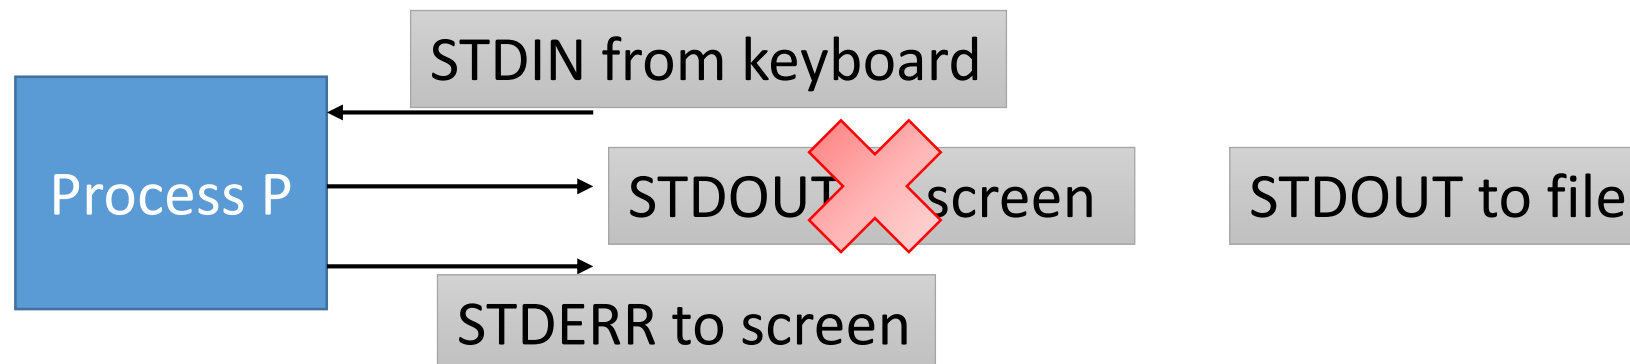 STDIN from keyboard
Process P
STDOUT screen
STDOUT to file
STDERR to screen